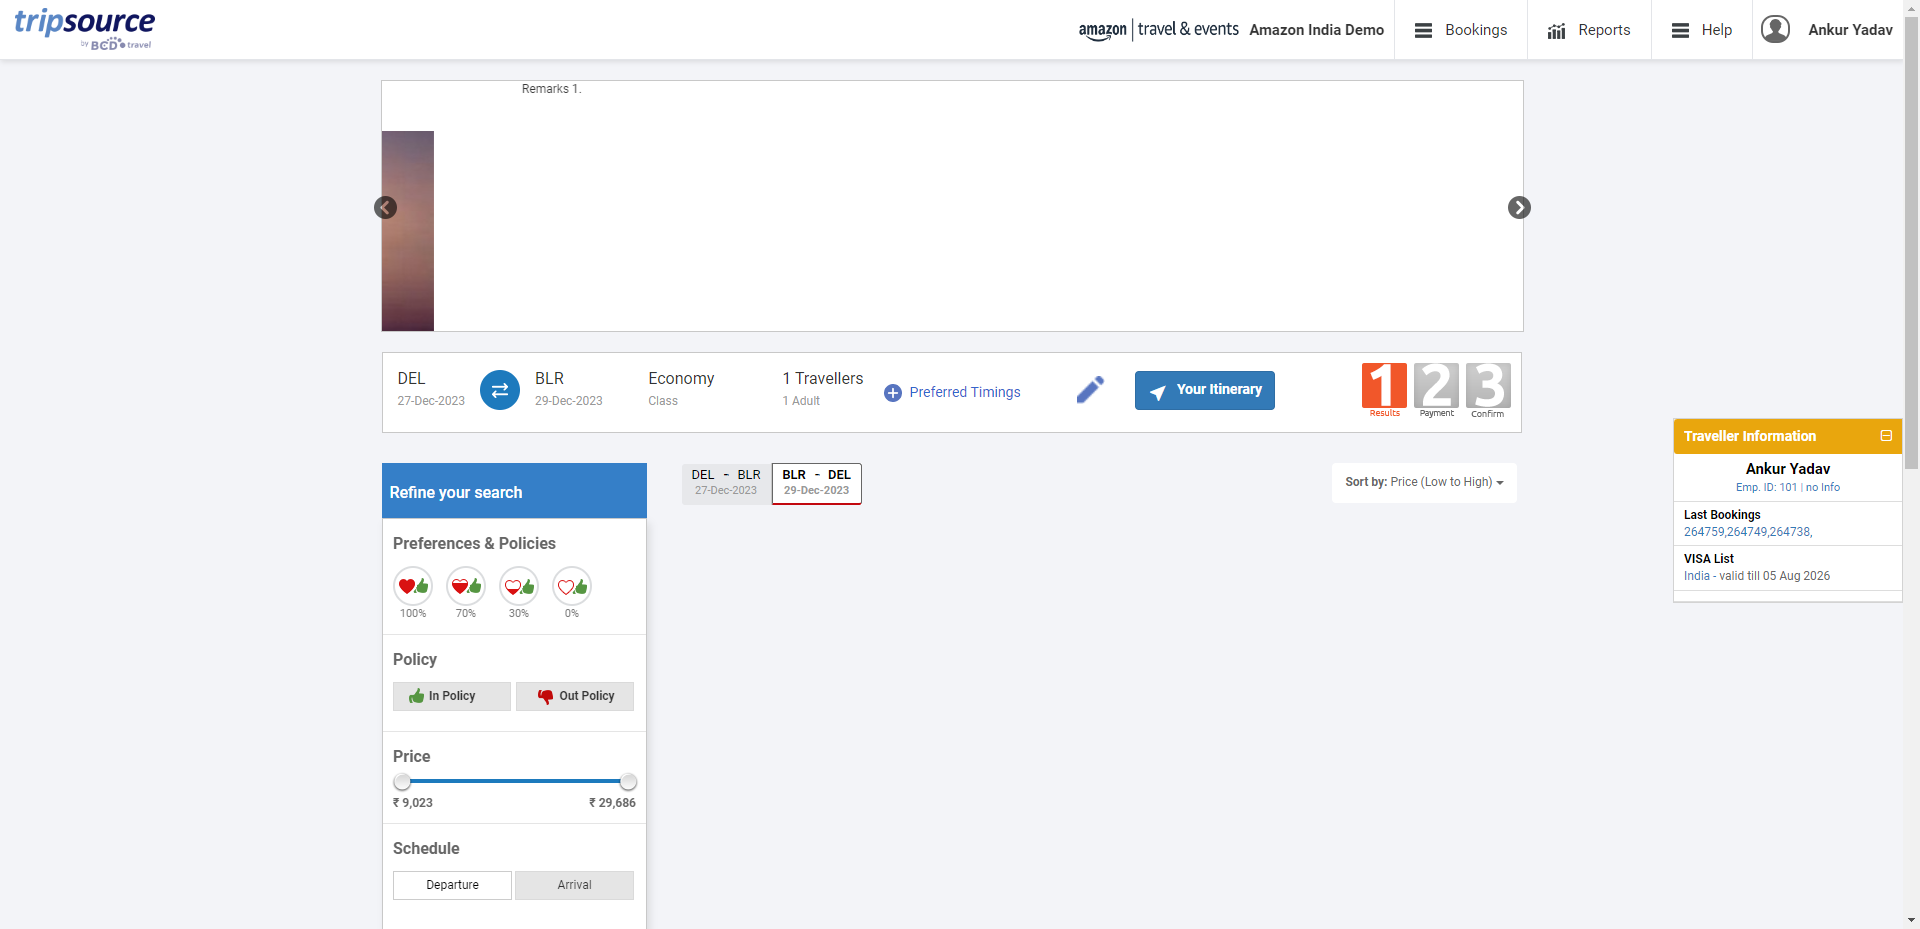 tripsource
by BCD travel
amazon travel & events Amazon India Demo
Bookings
Reports
Help
Ankur Yadav
Remarks 1.
DEL
27-Dec-2023
BLR
29-Dec-2023
Economy
Class
1 Travellers
1 Adult
Preferred Timings
Your Itinerary
1 2 3
Results Payment Confirm
Traveller Information
Ankur Yadav
Emp. ID: 101 | no Info
Last Bookings
264759,264749,264738,
VISA List
India - valid till 05 Aug 2026
Refine your search
DEL - BLR
27-Dec-2023
BLR - DEL
29-Dec-2023
Sort by: Price (Low to High)
Preferences & Policies
100% 70% 30% 0%
Policy
In Policy Out Policy
Price
₹ 9,023 ₹ 29,686
Schedule
Departure Arrival